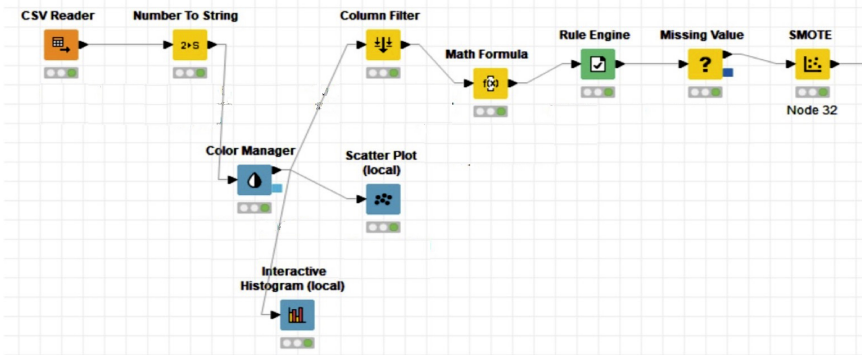 CSV Reader
Number To String
Column Filter
Math Formula
Rule Engine
Missing Value
SMOTE
2▸S
f(x)
?
Node 32
Color Manager
Scatter Plot
(local)
Interactive
Histogram (local)